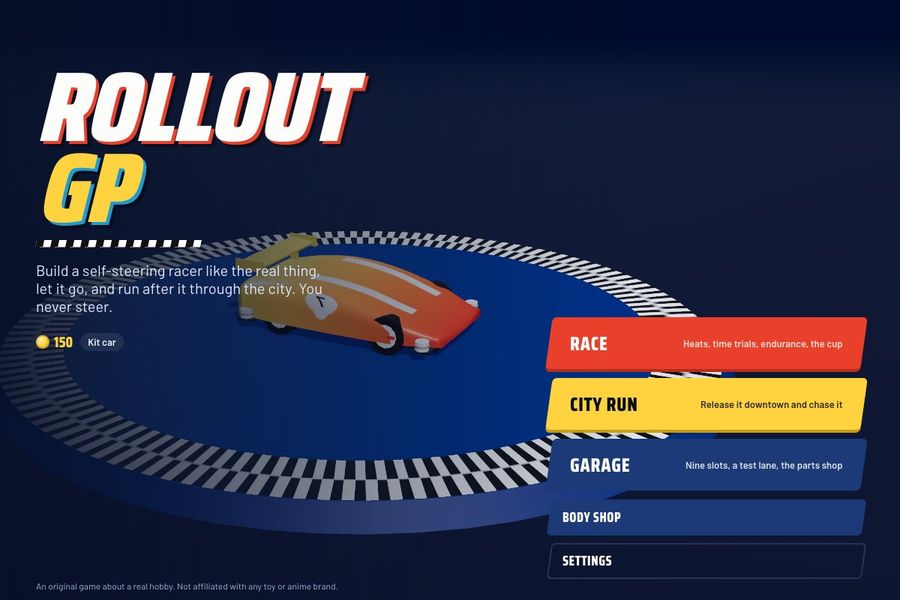 ROLLOUT
GP
Build a self-steering racer like the real thing,
let it go, and run after it through the city. You
never steer.
150 Kit car
1
RACE Heats, time trials, endurance, the cup
CITY RUN Release it downtown and chase it
GARAGE Nine slots, a test lane, the parts shop
BODY SHOP
SETTINGS
An original game about a real hobby. Not affiliated with any toy or anime brand.